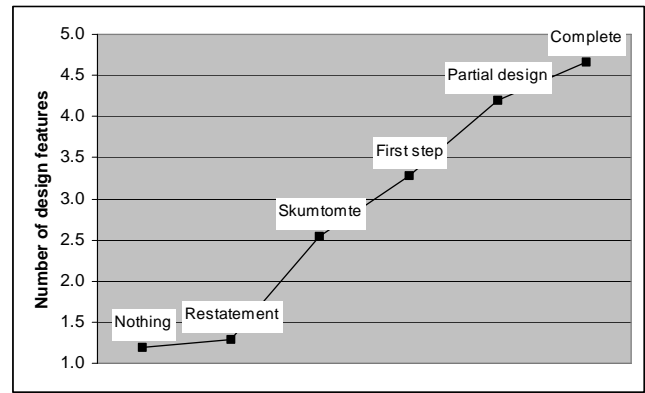 5.0
4.5
4.0
3.5
3.0
2.5
2.0
1.5
1.0
Number of design features
Nothing
Restatement
Skumtomte
First step
Partial design
Complete